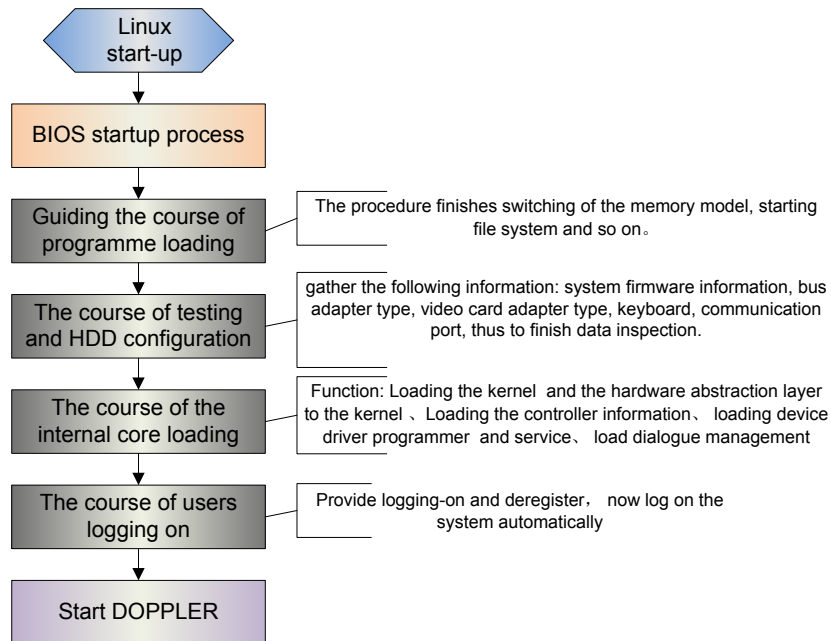 Linux
start-up
BIOS startup process
Guiding the course of
programme loading
The procedure finishes switching of the memory model, starting
file system and so on。
The course of testing
and HDD configuration
gather the following information: system firmware information, bus
adapter type, video card adapter type, keyboard, communication
port, thus to finish data inspection.
The course of the
internal core loading
Function: Loading the kernel and the hardware abstraction layer
to the kernel 、Loading the controller information、 loading device
driver programmer and service、 load dialogue management
The course of users
logging on
Provide logging-on and deregister， now log on the
system automatically
Start DOPPLER